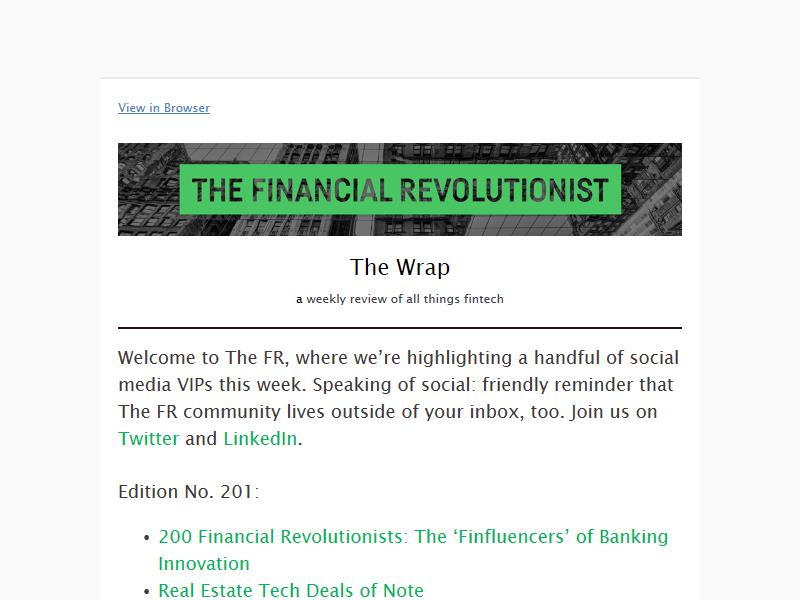 View in Browser
THE FINANCIAL REVOLUTIONIST
The Wrap
a weekly review of all things fintech
Welcome to The FR, where we’re highlighting a handful of social
media VIPs this week. Speaking of social: friendly reminder that
The FR community lives outside of your inbox, too. Join us on
Twitter and LinkedIn.
Edition No. 201:
• 200 Financial Revolutionists: The ‘Finfluencers’ of Banking
Innovation
• Real Estate Tech Deals of Note